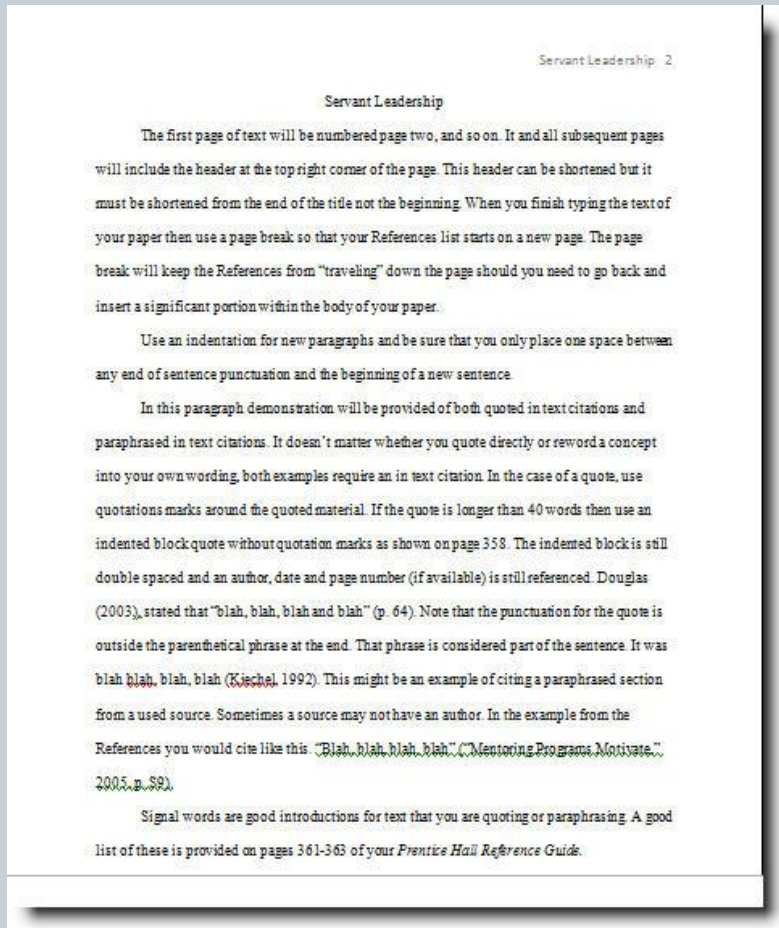 Servant Leadership 2
Servant Leadership
The first page of text will be numbered page two, and so on. It and all subsequent pages
will include the header at the top right corner of the page. This header can be shortened but it
must be shortened from the end of the title not the beginning. When you finish typing the text of
your paper then use a page break so that your References list starts on a new page. The page
break will keep the References from “traveling” down the page should you need to go back and
insert a significant portion within the body of your paper.
Use an indentation for new paragraphs and be sure that you only place one space between
any end of sentence punctuation and the beginning of a new sentence.
In this paragraph demonstration will be provided of both quoted in text citations and
paraphrased in text citations. It doesn’t matter whether you quote directly or reword a concept
into your own wording, both examples require an in text citation. In the case of a quote, use
quotations marks around the quoted material. If the quote is longer than 40 words then use an
indented block quote without quotation marks as shown on page 358. The indented block is still
double spaced and an author, date and page number (if available) is still referenced. Douglas
(2003), stated that “blah, blah, blah and blah” (p. 64). Note that the punctuation for the quote is
outside the parenthetical phrase at the end. That phrase is considered part of the sentence. It was
blah blah, blah, blah (Kiechel, 1992). This might be an example of citing a paraphrased section
from a used source. Sometimes a source may not have an author. In the example from the
References you would cite like this. “Blah, blah, blah, blah” (“Mentoring Programs Motivate,”
2005, p. S9).
Signal words are good introductions for text that you are quoting or paraphrasing. A good
list of these is provided on pages 361-363 of your Prentice Hall Reference Guide.